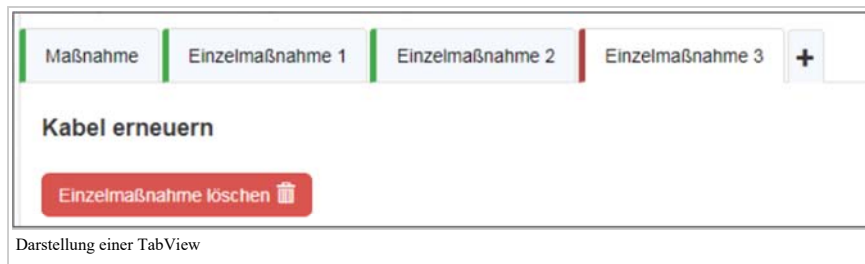 Maßnahme Einzelmaßnahme 1 Einzelmaßnahme 2 Einzelmaßnahme 3 +
Kabel erneuern
Einzelmaßnahme löschen
Darstellung einer TabView